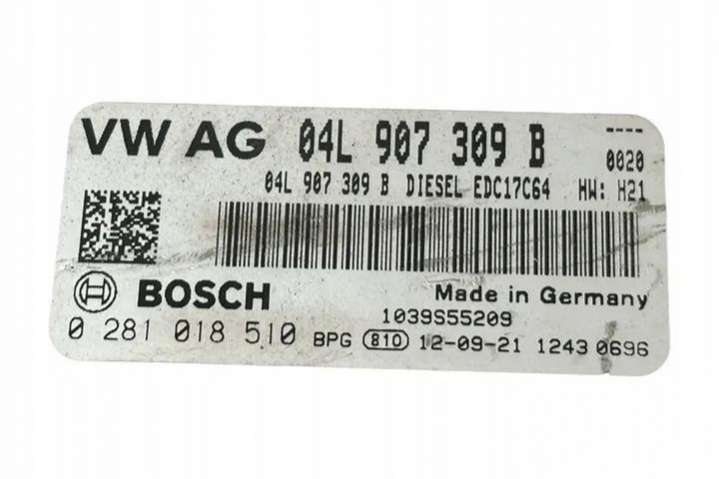 VW AG 04L 907 309 B ----
0020
04L 907 309 B DIESEL EDC17C64 HW: H21
BOSCH Made in Germany
1039S55209
0 281 018 510 BPG 810 12-09-21 1243 0696